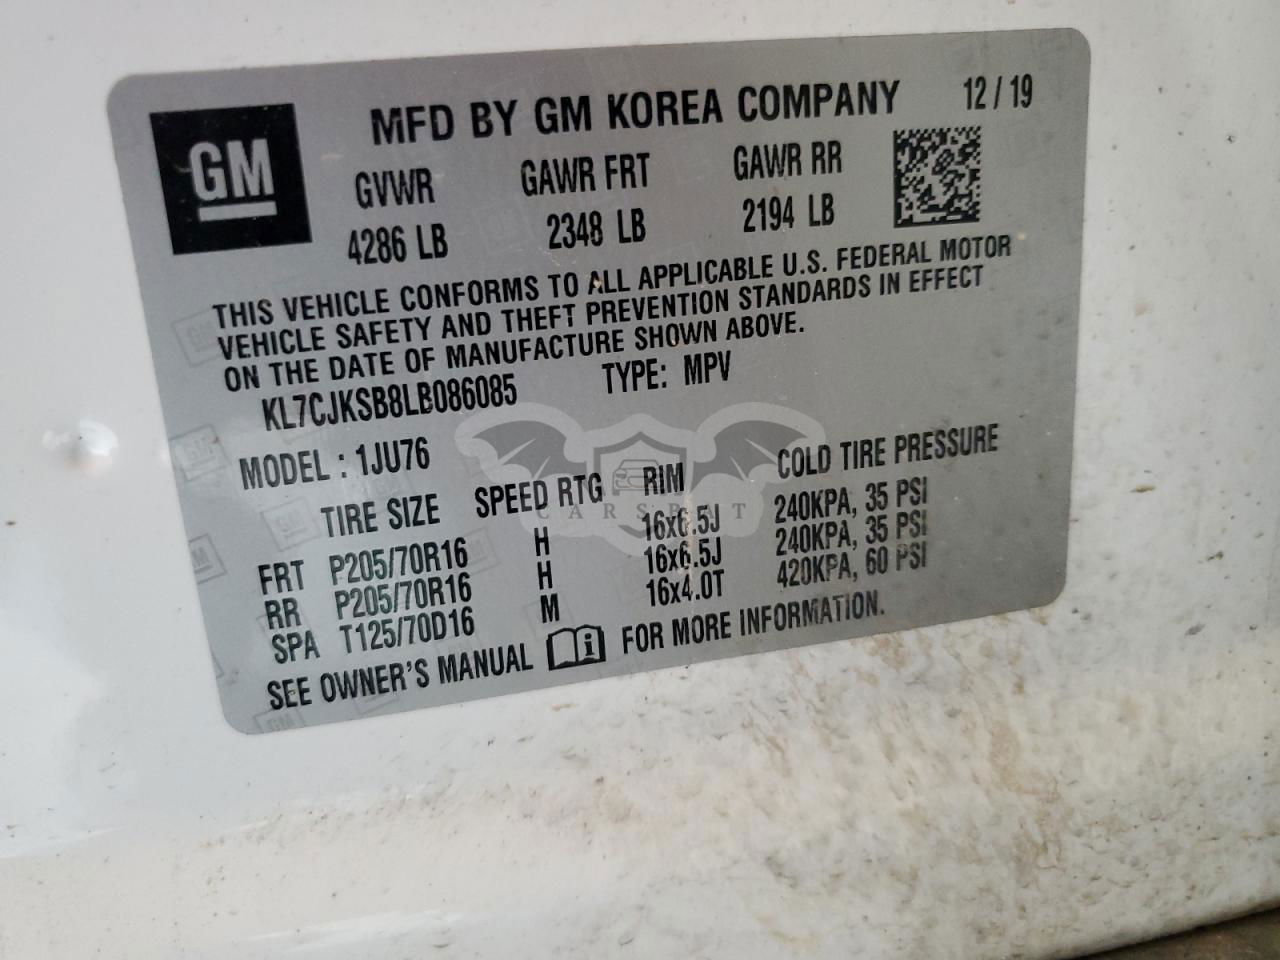 MFD BY GM KOREA COMPANY 12 / 19
GM
GVWR GAWR FRT GAWR RR
4286 LB 2348 LB 2194 LB
THIS VEHICLE CONFORMS TO ALL APPLICABLE U.S. FEDERAL MOTOR
VEHICLE SAFETY AND THEFT PREVENTION STANDARDS IN EFFECT
ON THE DATE OF MANUFACTURE SHOWN ABOVE.
KL7CJKSB8LB086085 TYPE: MPV
MODEL : 1JU76
TIRE SIZE SPEED RTG RIM COLD TIRE PRESSURE
FRT P205/70R16 H 16x6.5J 240KPA, 35 PSI
RR P205/70R16 H 16x6.5J 240KPA, 35 PSI
SPA T125/70D16 M 16x4.0T 420KPA, 60 PSI
SEE OWNER'S MANUAL i FOR MORE INFORMATION.